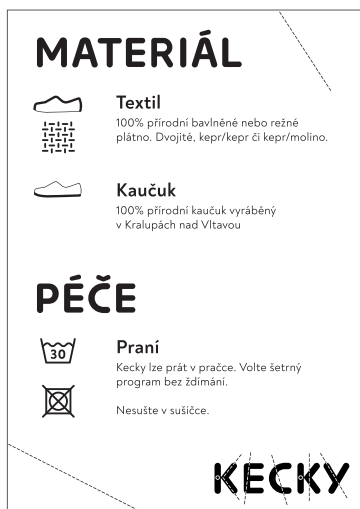 MATERIÁL
Textil
100% přírodní bavlněné nebo režné
plátno. Dvojité, kepr/kepr či kepr/molino.
Kaučuk
100% přírodní kaučuk vyráběný
v Kralupách nad Vltavou
PÉČE
30
Praní
Kecky lze prát v pračce. Volte šetrný
program bez ždímání.
Nesušte v sušičce.
KECKY